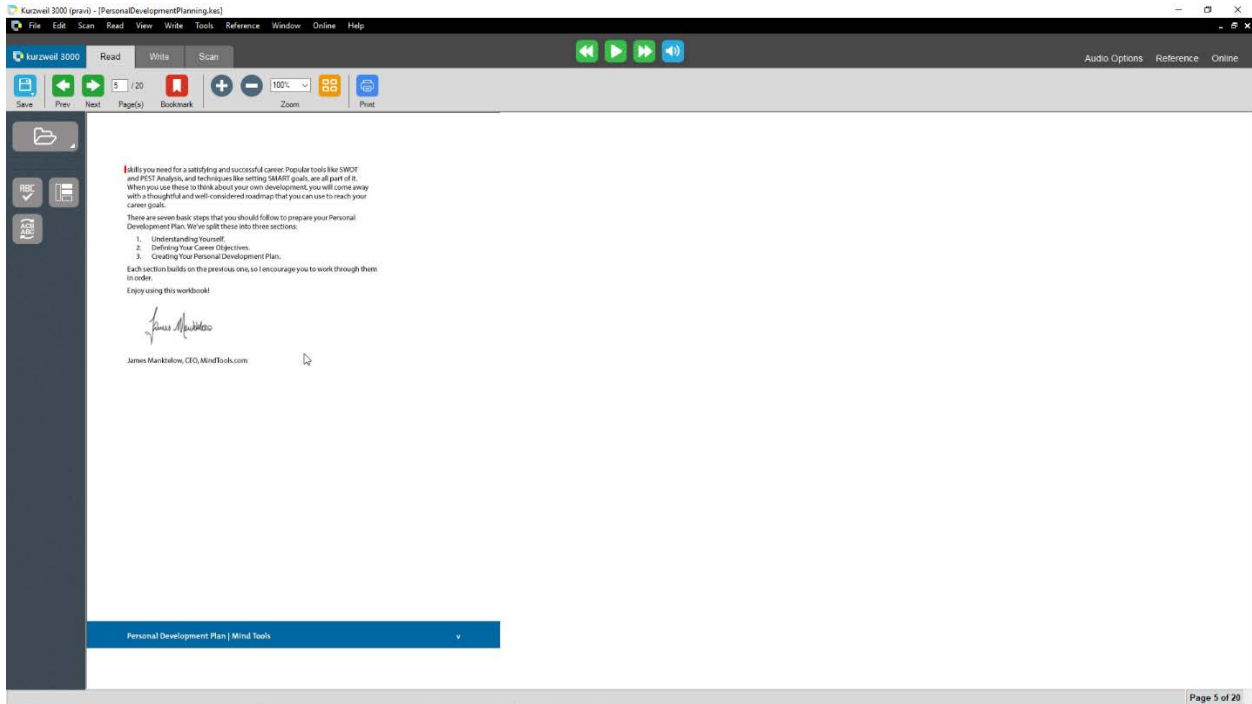 Kurzweil 3000 (pravi) - [PersonalDevelopmentPlanning.kes]
File Edit Scan Read View Write Tools Reference Window Online Help
kurzweil 3000 Read Write Scan Audio Options Reference Online
5 / 20 100%
Save Prev Next Page(s) Bookmark Zoom Print
skills you need for a satisfying and successful career. Popular tools like SWOT
and PEST Analysis, and techniques like setting SMART goals, are all part of it.
When you use these to think about your own development, you will come away
with a thoughtful and well-considered roadmap that you can use to reach your
career goals.
There are seven basic steps that you should follow to prepare your Personal
Development Plan. We've split these into three sections:
1. Understanding Yourself.
2. Defining Your Career Objectives.
3. Creating Your Personal Development Plan.
Each section builds on the previous one, so I encourage you to work through them
in order.
Enjoy using this workbook!
James Manktelow
James Manktelow, CEO, MindTools.com
ABC
ACB
ABC
Personal Development Plan | Mind Tools v
Page 5 of 20